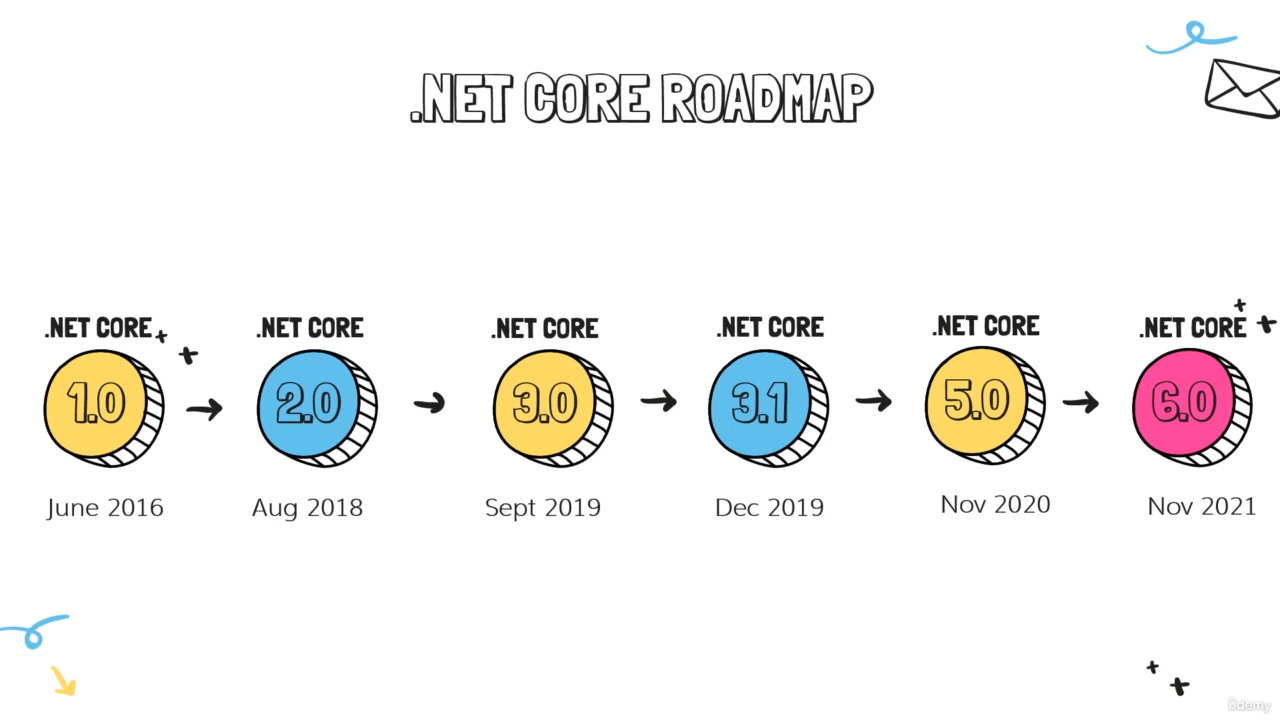 .NET CORE ROADMAP
.NET CORE
1.0
June 2016
.NET CORE
2.0
Aug 2018
.NET CORE
3.0
Sept 2019
.NET CORE
3.1
Dec 2019
.NET CORE
5.0
Nov 2020
.NET CORE
6.0
Nov 2021
ûdemy